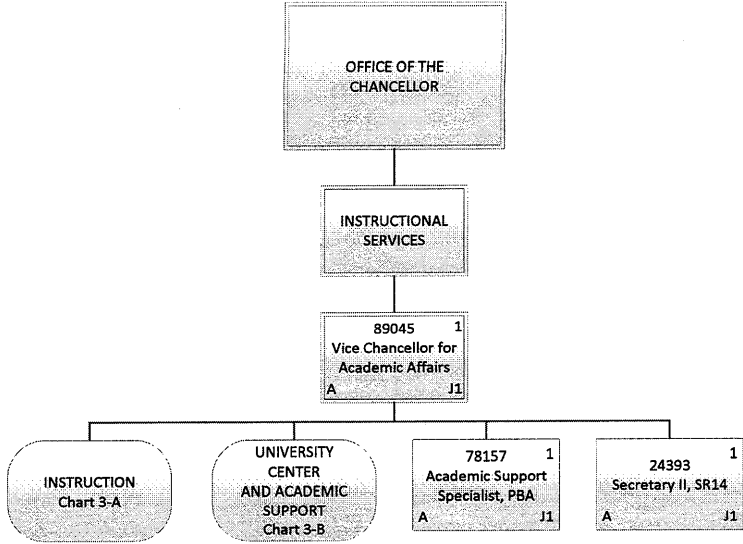 OFFICE OF THE
CHANCELLOR
INSTRUCTIONAL
SERVICES
89045 1
Vice Chancellor for
Academic Affairs
A J1
INSTRUCTION
Chart 3-A
UNIVERSITY
CENTER
AND ACADEMIC
SUPPORT
Chart 3-B
78157 1
Academic Support
Specialist, PBA
A J1
24393 1
Secretary II, SR14
A J1